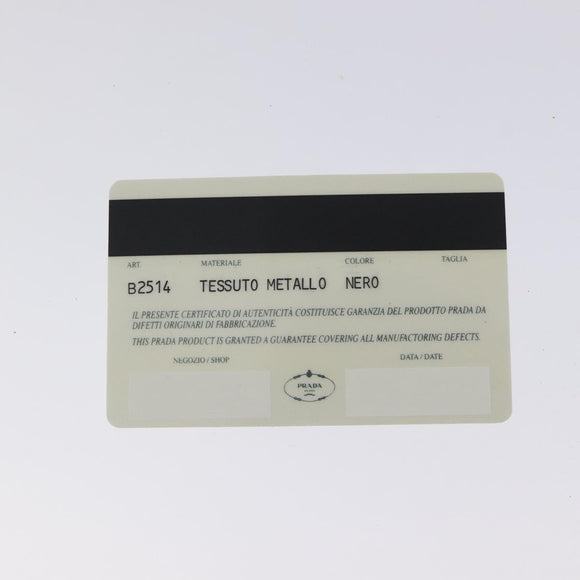 ART. MATERIALE COLORE TAGLIA
B2514 TESSUTO METALLO NERO
IL PRESENTE CERTIFICATO DI AUTENTICITÀ COSTITUISCE GARANZIA DEL PRODOTTO PRADA DA
DIFETTI ORIGINARI DI FABBRICAZIONE.
THIS PRADA PRODUCT IS GRANTED A GUARANTEE COVERING ALL MANUFACTORING DEFECTS.
NEGOZIO / SHOP DATA / DATE
PRADA
MILANO